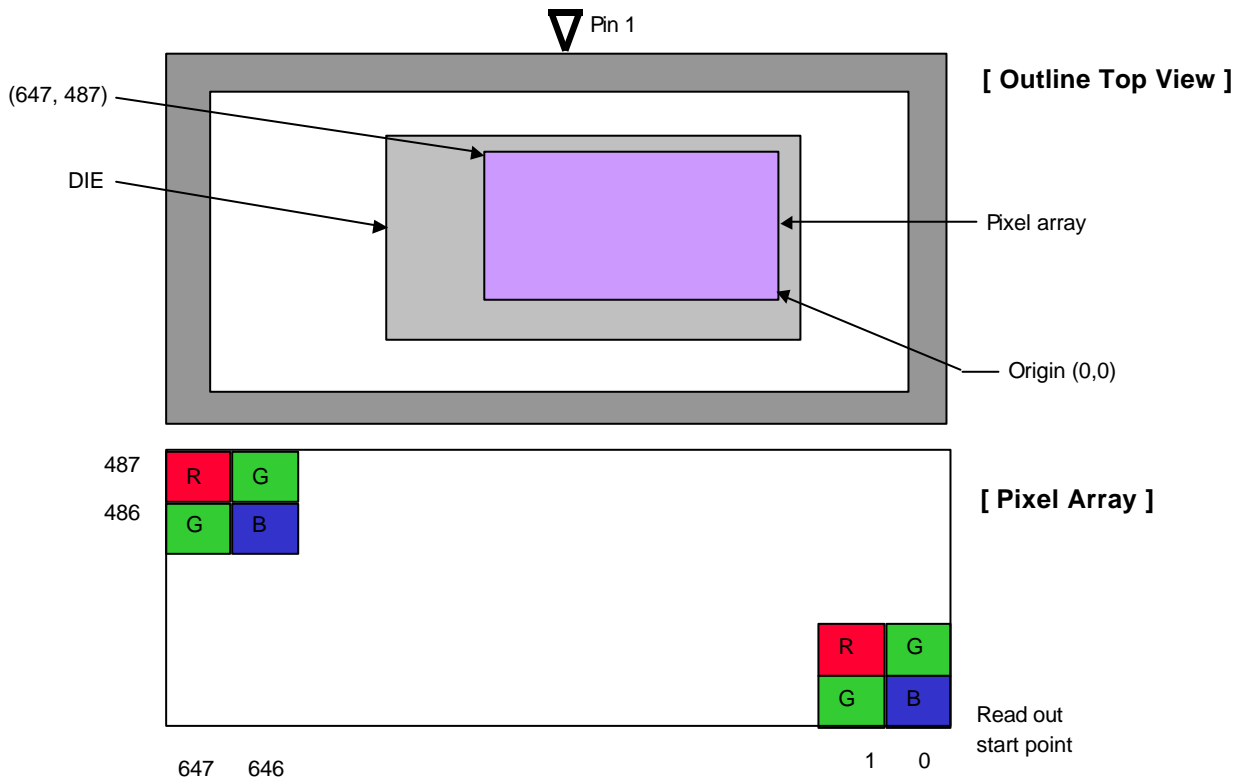 Pin 1
[ Outline Top View ]
(647, 487)
DIE
Pixel array
Origin (0,0)
487
R G
[ Pixel Array ]
486
G B
R G
G B
Read out
start point
647 646
1 0